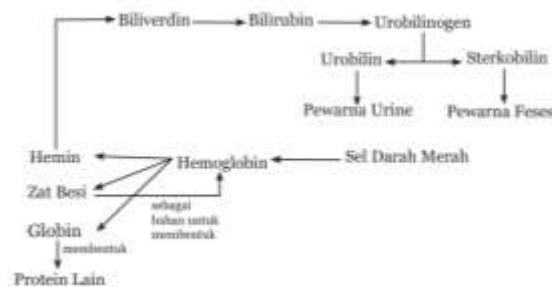 Biliverdin Bilirubin Urobilinogen
Urobilin Sterkobilin
Pewarna Urine Pewarna Feses
Hemin Hemoglobin Sel Darah Merah
Zat Besi
sebagai
bahan untuk
membentuk
Globin
membentuk
Protein Lain